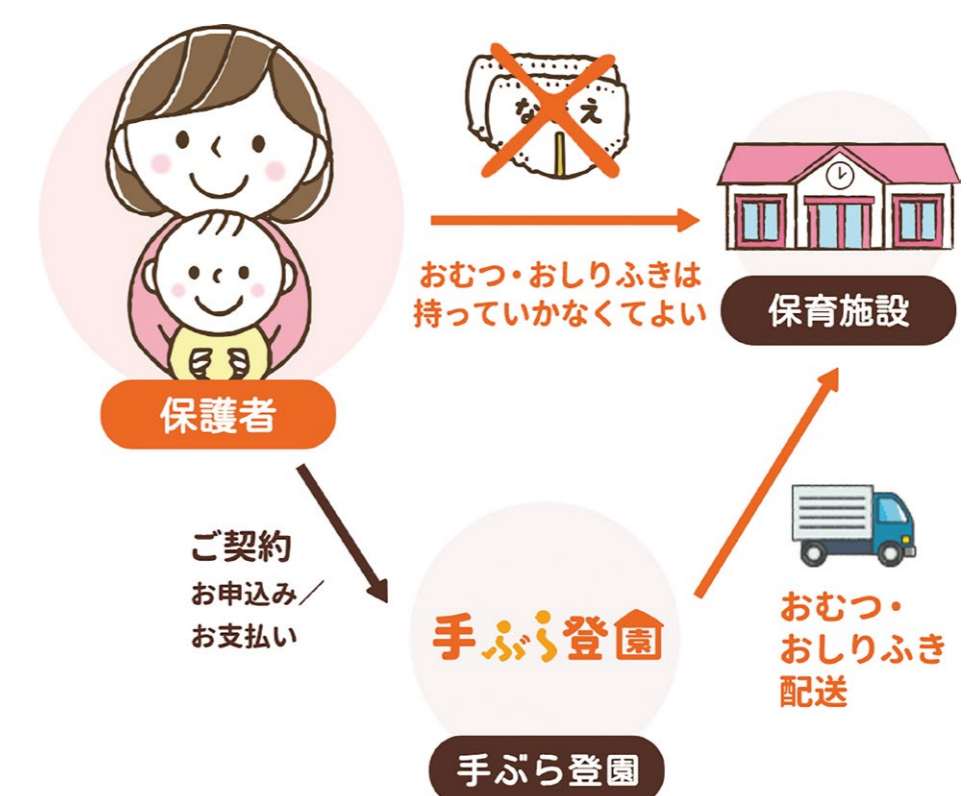 おむつ・おしりふきは
持っていかなくてよい
保育施設
保護者
ご契約
お申込み／
お支払い
おむつ・
おしりふき
配送
手ぶら登園
手ぶら登園